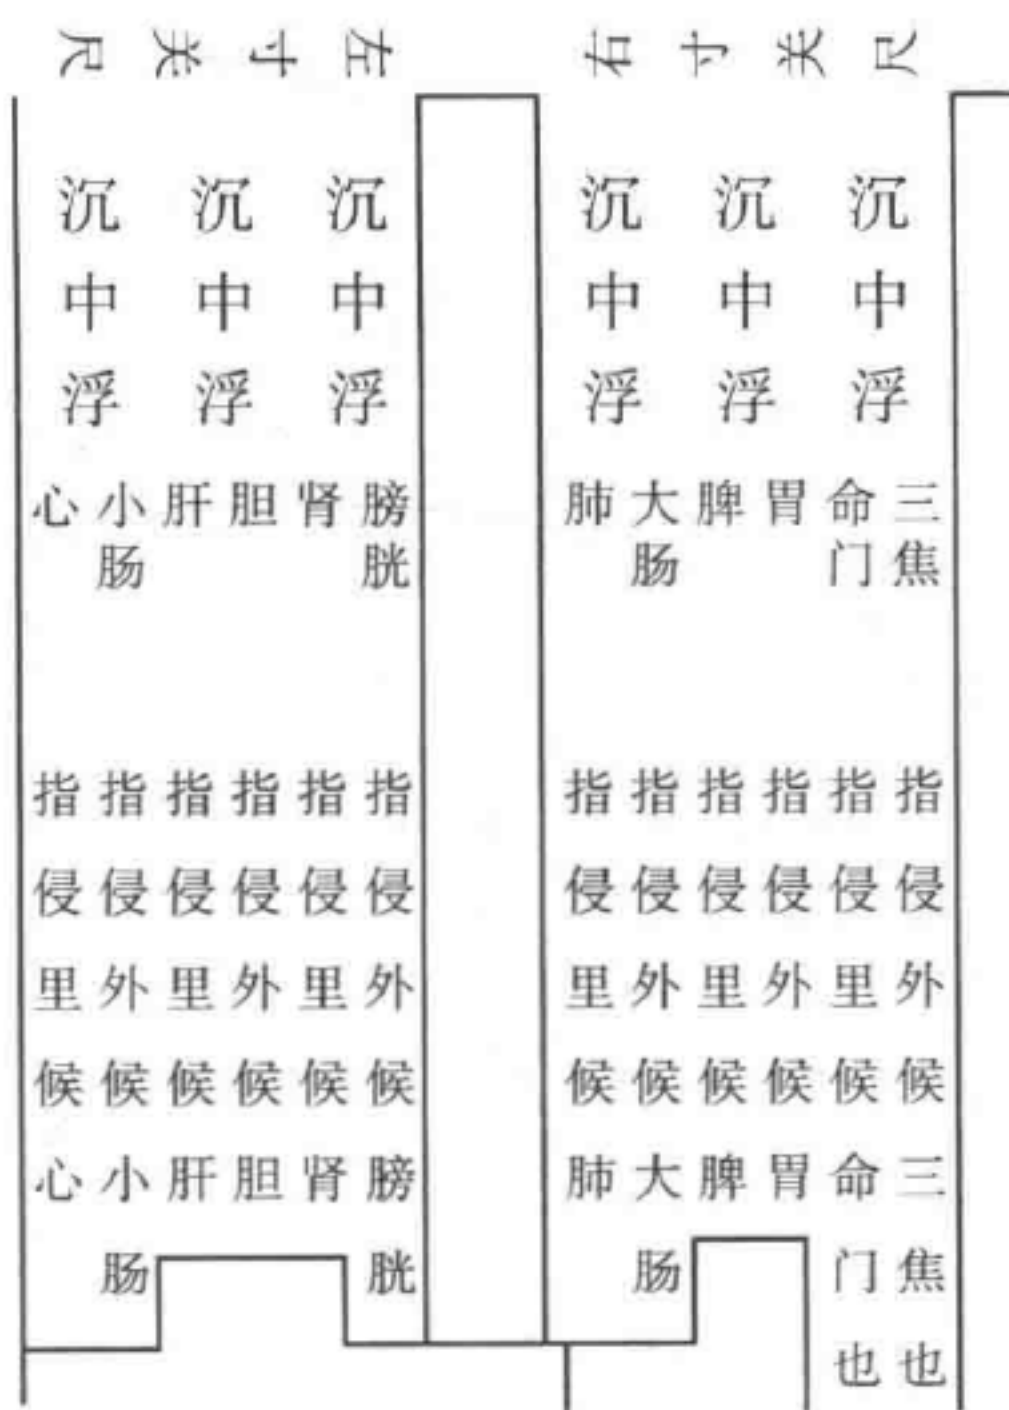 尺关寸左
沉中浮
沉中浮
沉中浮
心
小肠
肝
胆
肾
膀胱
指侵里候心
指侵外候小肠
指侵里候肝
指侵外候胆
指侵里候肾
指侵外候膀胱
右寸关尺
沉中浮
沉中浮
沉中浮
肺
大肠
脾
胃
命门
三焦
指侵里候肺
指侵外候大肠
指侵里候脾
指侵外候胃
指侵里候命门也
指侵外候三焦也